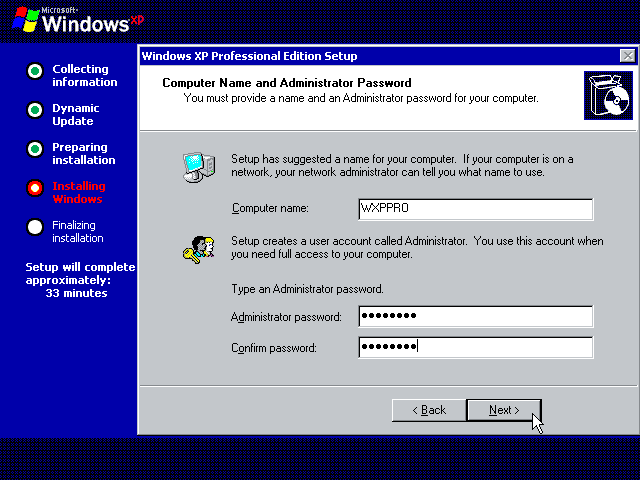 Microsoft®
Windows xp
Windows XP Professional Edition Setup
Collecting
information
Dynamic
Update
Preparing
installation
Installing
Windows
Finalizing
installation
Setup will complete
approximately:
33 minutes
Computer Name and Administrator Password
You must provide a name and an Administrator password for your computer.
Setup has suggested a name for your computer. If your computer is on a
network, your network administrator can tell you what name to use.
Computer name:
WXPPRO
Setup creates a user account called Administrator. You use this account when
you need full access to your computer.
Type an Administrator password.
Administrator password:
●●●●●●●●
Confirm password:
●●●●●●●●
< Back
Next >